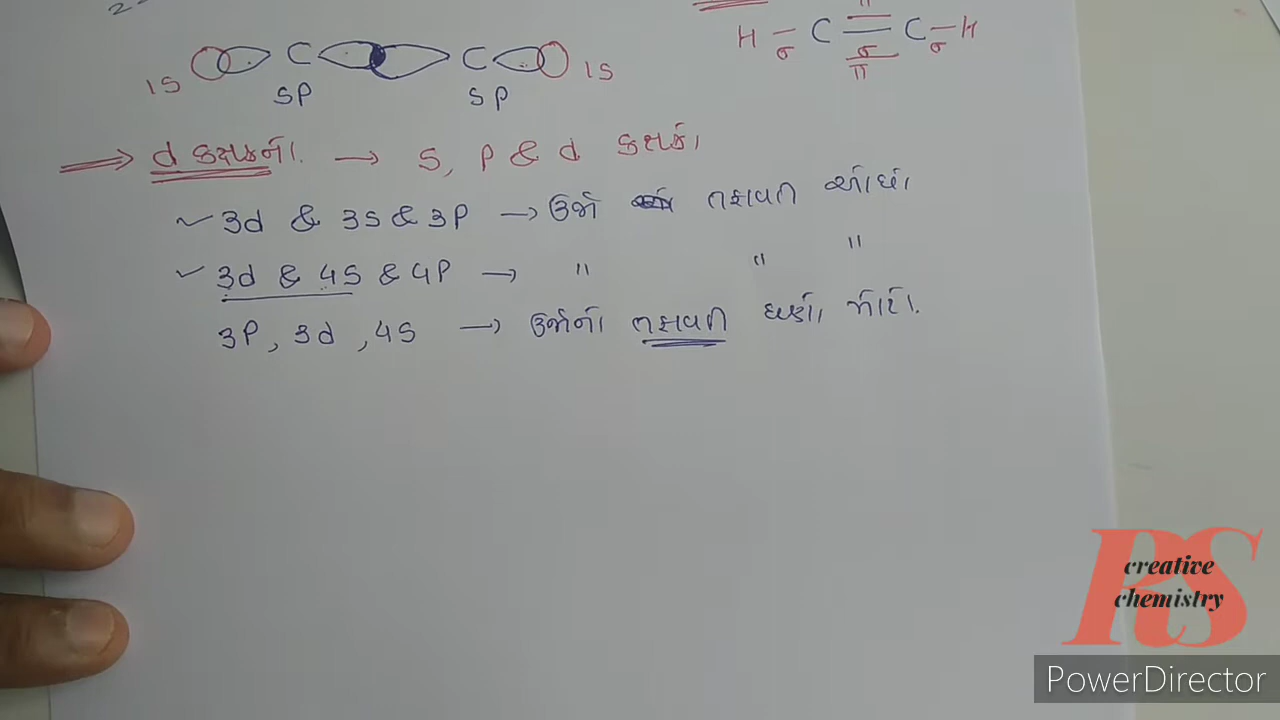 H - C ≡ C - H
σ σ π σ
1S C C 1S
SP SP
⟹ d કક્ષકના. → S, P & d કક્ષકો
✓ 3d & 3S & 3P → ઉર્જા તફાવત ઓછો
✓ 3d & 4S & 4P → " " "
3P, 3d, 4S → ઉર્જાનો તફાવત ઘણો મોટો.
RS
creative
chemistry
PowerDirector